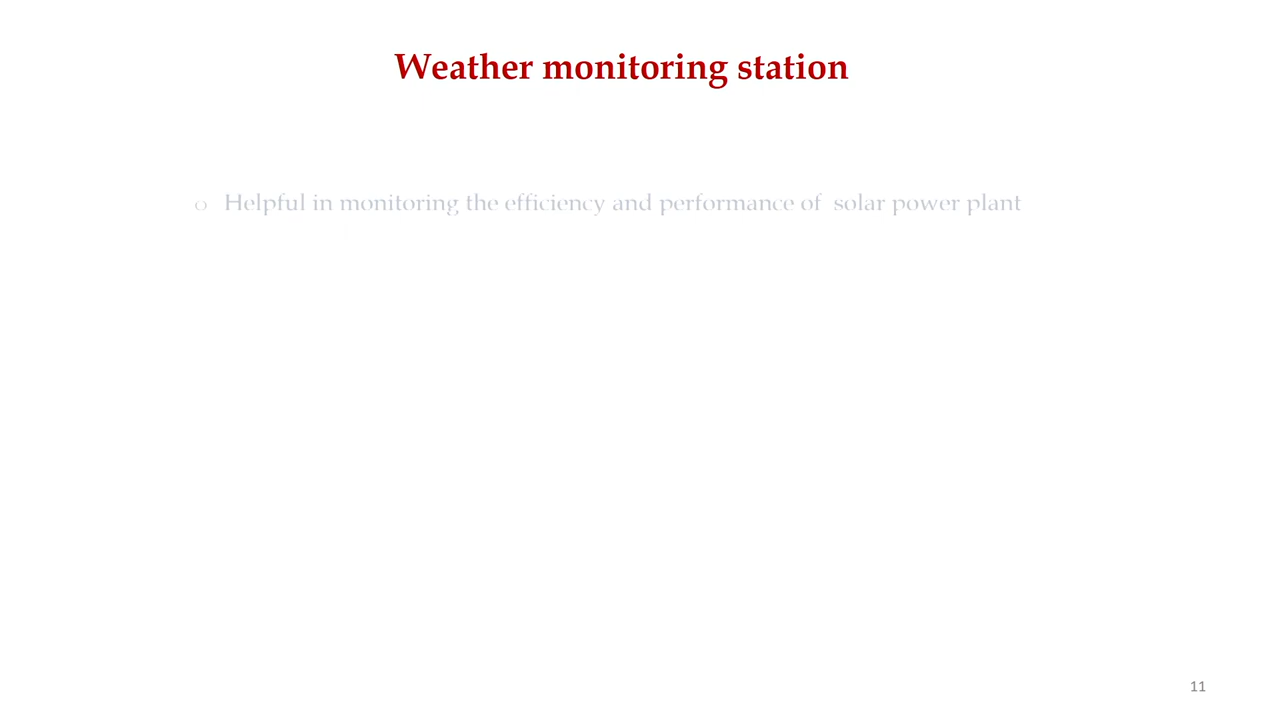 Weather monitoring station
o Helpful in monitoring the efficiency and performance of solar power plant
11